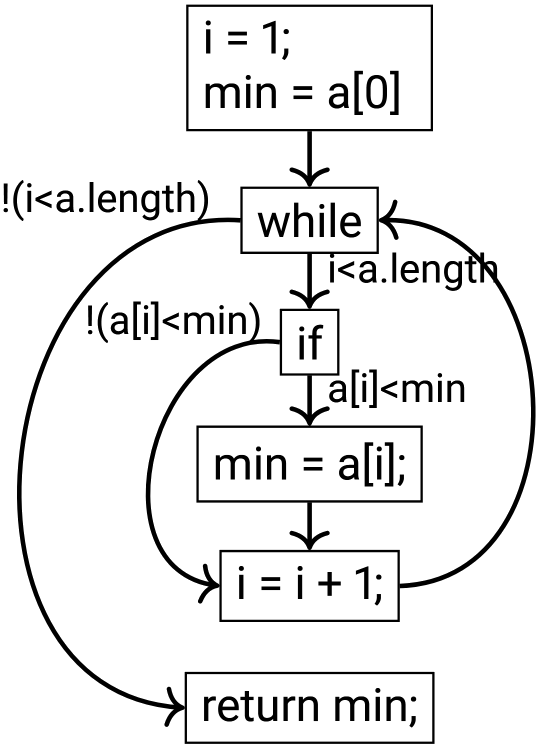 i = 1;
min = a[0]
!(i<a.length)
while
i<a.length
!(a[i]<min)
if
a[i]<min
min = a[i];
i = i + 1;
return min;